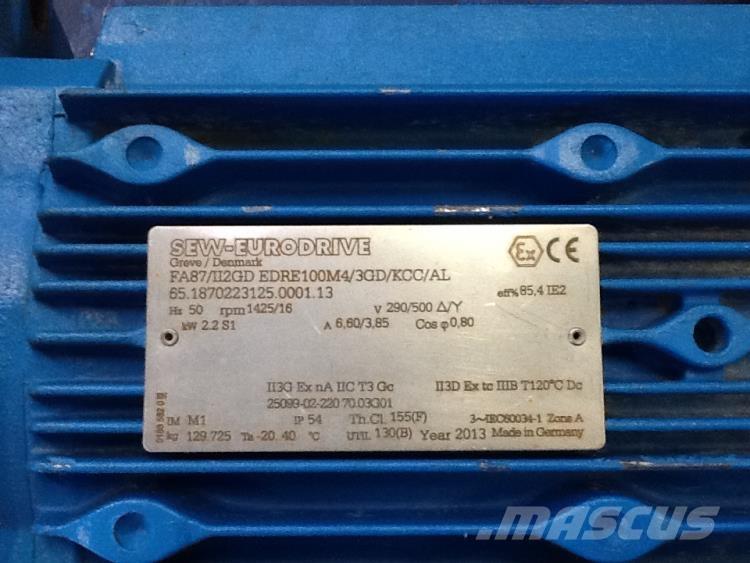 SEW-EURODRIVE
Greve / Denmark
FA87/II2GD EDRE100M4/3GD/KCC/AL
65.1870223125.0001.13
eff% 85,4 IE2
Hz 50 rpm 1425/16 V 290/500 Δ/Y
kW 2.2 S1 A 6,60/3,85 Cos φ 0,80
Ex CE
II3G Ex nA IIC T3 Gc II3D Ex tc IIIB T120°C Dc
25099-02-220 70.03G01
IM M1 IP 54 Th.Cl. 155(F) 3~IEC60034-1 Zone A
kg 129.725 Ta -20..40 °C UTIL 130(B) Year 2013 Made in Germany
MASCUS